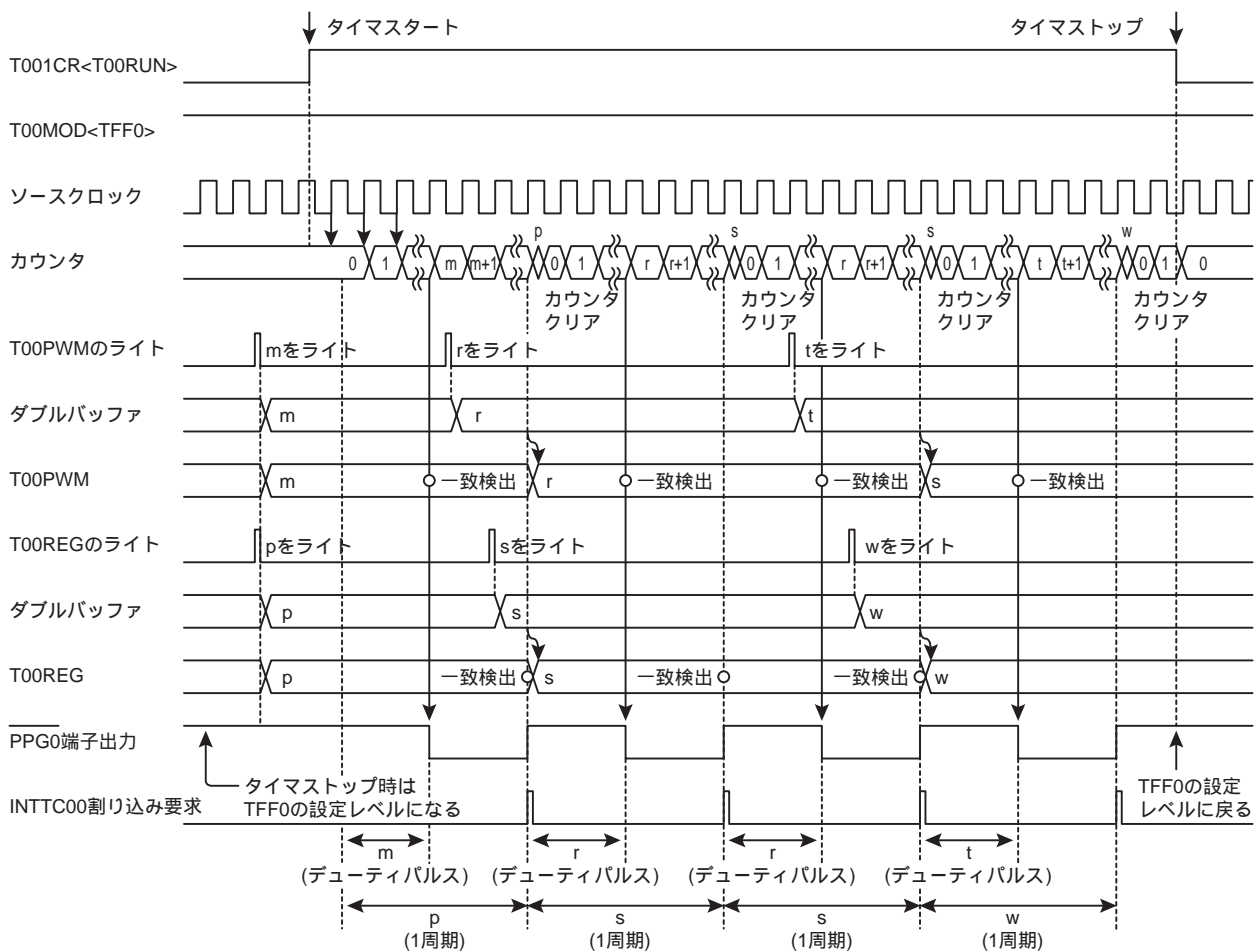 タイマスタート
タイマストップ
T001CR<T00RUN>
T00MOD<TFF0>
ソースクロック
p
s
s
w
カウンタ
0 1 m m+1 0 1 r r+1 0 1 r r+1 0 1 t t+1 0 1 0
カウンタ
クリア
カウンタ
クリア
カウンタ
クリア
カウンタ
クリア
T00PWMのライト
mをライト
rをライト
tをライト
ダブルバッファ
m
r
t
T00PWM
m
一致検出
r
一致検出
一致検出
s
一致検出
T00REGのライト
pをライト
sをライト
wをライト
ダブルバッファ
p
s
w
T00REG
p
一致検出
s
一致検出
一致検出
w
PPG0端子出力
タイマストップ時は
TFF0の設定レベルになる
TFF0の設定
レベルに戻る
INTTC00割り込み要求
m
r
r
t
(デューティパルス)
(デューティパルス)
(デューティパルス)
(デューティパルス)
p
s
s
w
(1周期)
(1周期)
(1周期)
(1周期)